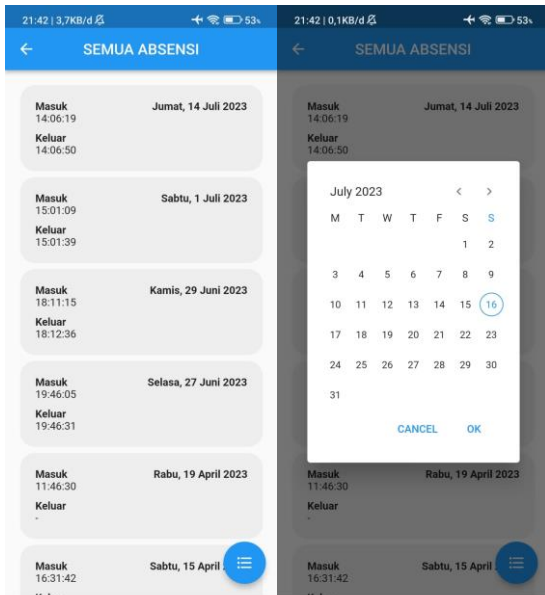 21:42 | 3,7KB/d
53%
SEMUA ABSENSI
Masuk
Jumat, 14 Juli 2023
14:06:19
Keluar
14:06:50
Masuk
Sabtu, 1 Juli 2023
15:01:09
Keluar
15:01:39
Masuk
Kamis, 29 Juni 2023
18:11:15
Keluar
18:12:36
Masuk
Selasa, 27 Juni 2023
19:46:05
Keluar
19:46:31
Masuk
Rabu, 19 April 2023
11:46:30
Keluar
-
Masuk
Sabtu, 15 April
16:31:42
21:42 | 0,1KB/d
53%
SEMUA ABSENSI
Masuk
Jumat, 14 Juli 2023
14:06:19
Keluar
14:06:50
July 2023
M T W T F S S
1 2
3 4 5 6 7 8 9
10 11 12 13 14 15 16
17 18 19 20 21 22 23
24 25 26 27 28 29 30
31
CANCEL OK
Masuk
Rabu, 19 April 2023
11:46:30
Keluar
-
Masuk
Sabtu, 15 April
16:31:42